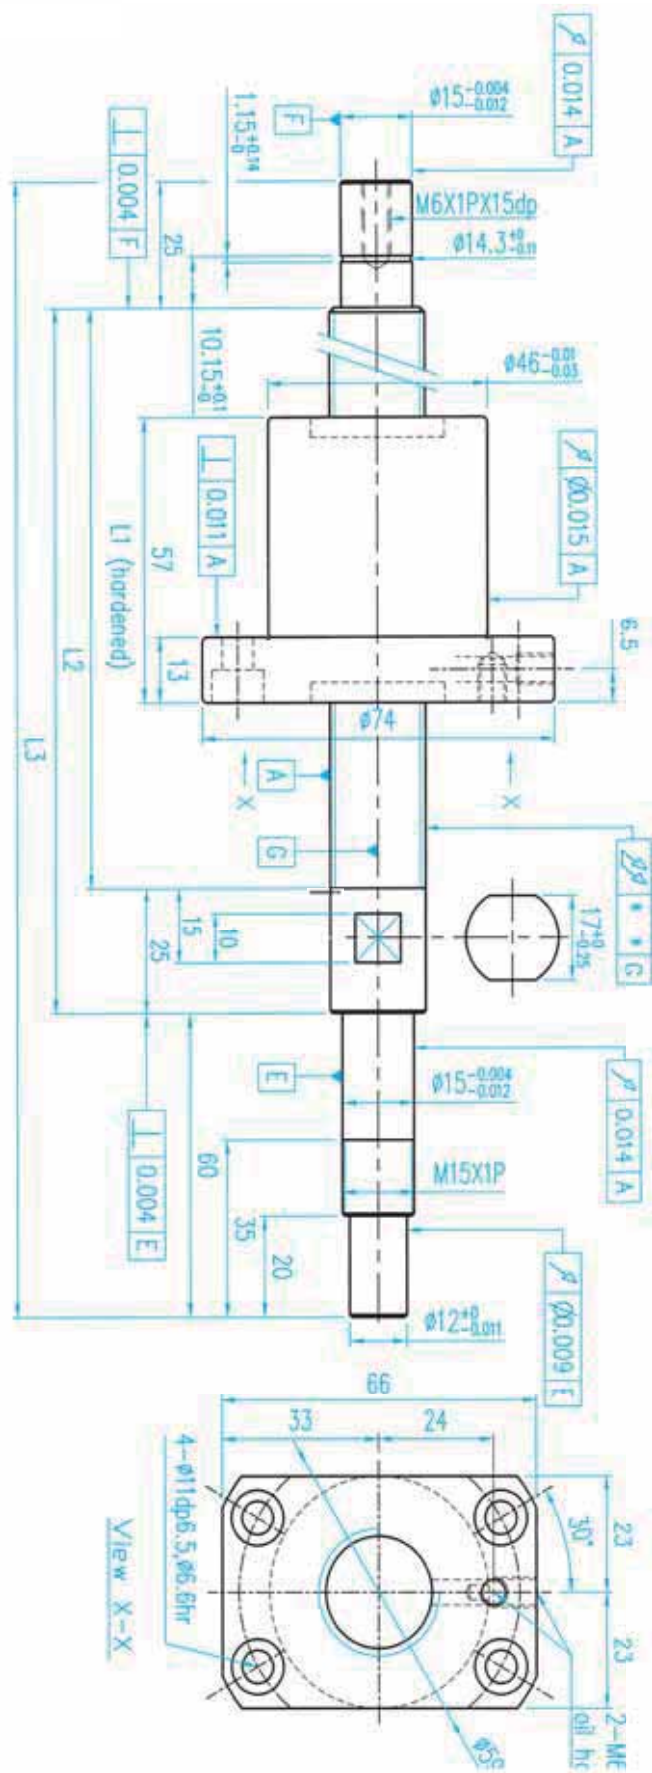 0.014 A
ø15 -0.004 -0.012
F
1.15 +0.14 -0
⊥ 0.004 F
25
M6X1PX15dp
ø14.3 +0 -0.11
10.15 +0.1 -0
ø46 -0.01 -0.03
ø0.015 A
⊥ 0.011 A
57
L1 (hardened)
6.5
13
L2
ø74
L3
A
X
X
G
* * G
17 +0 -0.25
10
15
25
E
ø15 -0.004 -0.012
0.014 A
⊥ 0.004 E
60
M15X1P
35
20
ø0.009 E
ø12 +0 -0.011
66
33
24
4-ø11dp6.5,ø6.6hr
30°
23
23
View X-X
oil